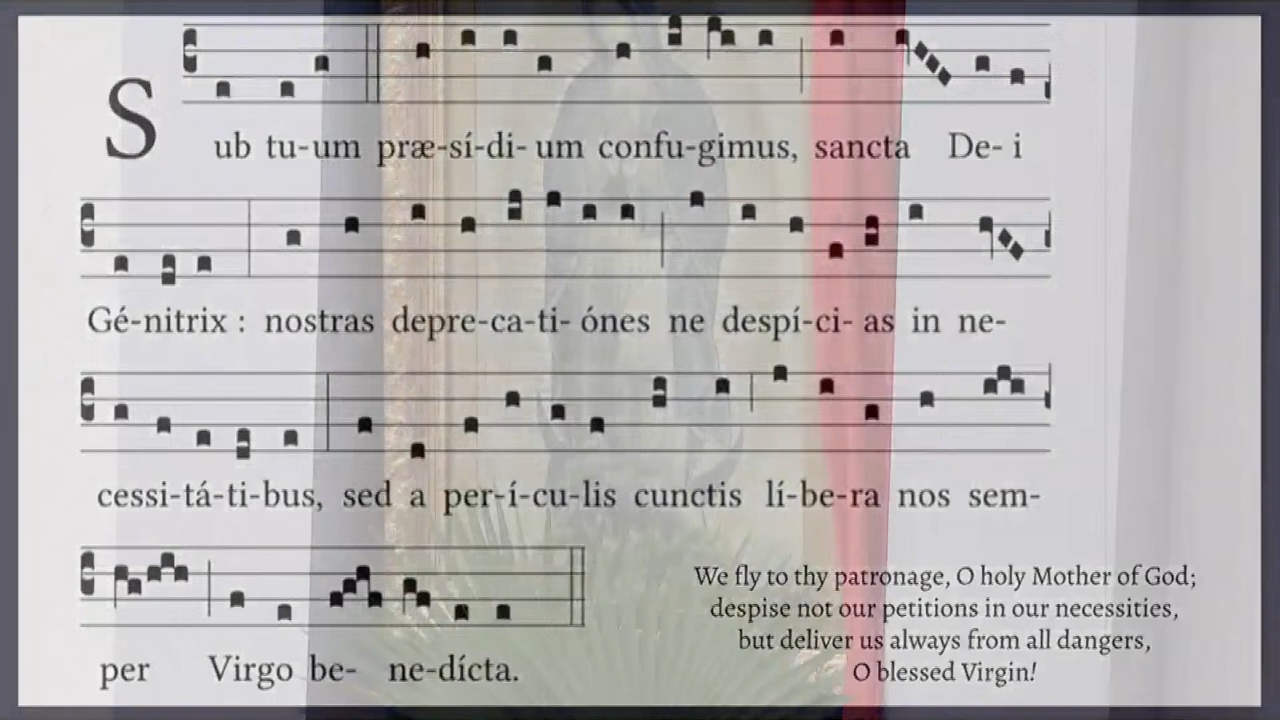 Sub tu-um præ-sí-di-um confu-gimus, sancta De-i
Gé-nitrix : nostras depre-ca-ti-ónes ne despí-ci-as in ne-
cessi-tá-ti-bus, sed a per-í-cu-lis cunctis lí-be-ra nos sem-
per Virgo be-ne-dícta.
We fly to thy patronage, O holy Mother of God;
despise not our petitions in our necessities,
but deliver us always from all dangers,
O blessed Virgin!